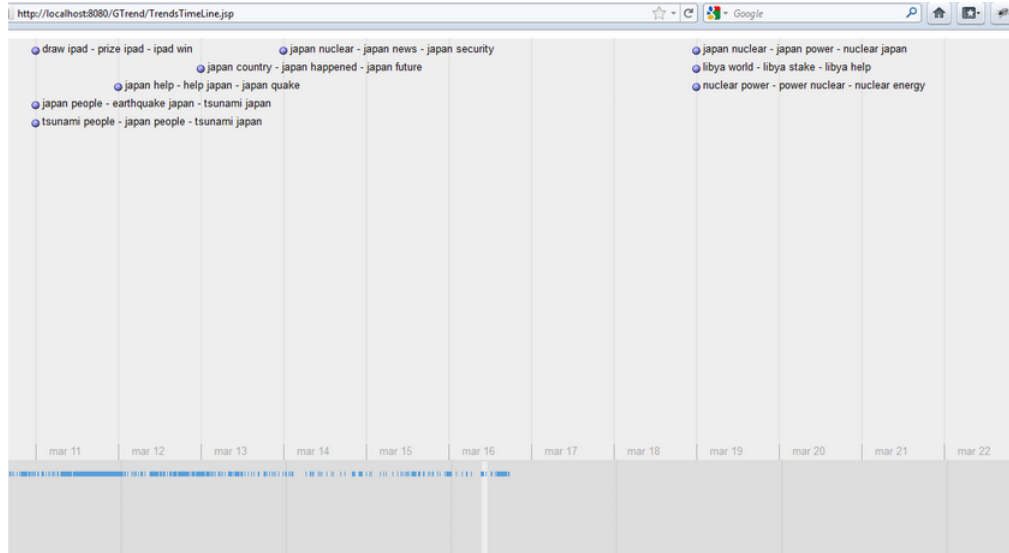 http://localhost:8080/GTrend/TrendsTimeLine.jsp
Google
draw ipad - prize ipad - ipad win
japan nuclear - japan news - japan security
japan nuclear - japan power - nuclear japan
japan country - japan happened - japan future
libya world - libya stake - libya help
japan help - help japan - japan quake
nuclear power - power nuclear - nuclear energy
japan people - earthquake japan - tsunami japan
tsunami people - japan people - tsunami japan
mar 11 mar 12 mar 13 mar 14 mar 15 mar 16 mar 17 mar 18 mar 19 mar 20 mar 21 mar 22